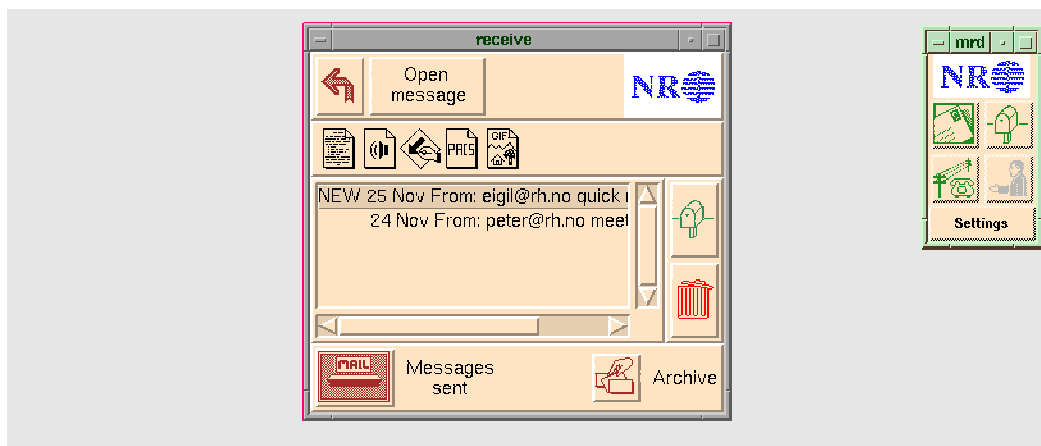 receive
mrd
Open
message
NR
NR
PACS
GIF
NEW 25 Nov From: eigil@rh.no quick
24 Nov From: peter@rh.no meet
Settings
MAIL
Messages
sent
Archive